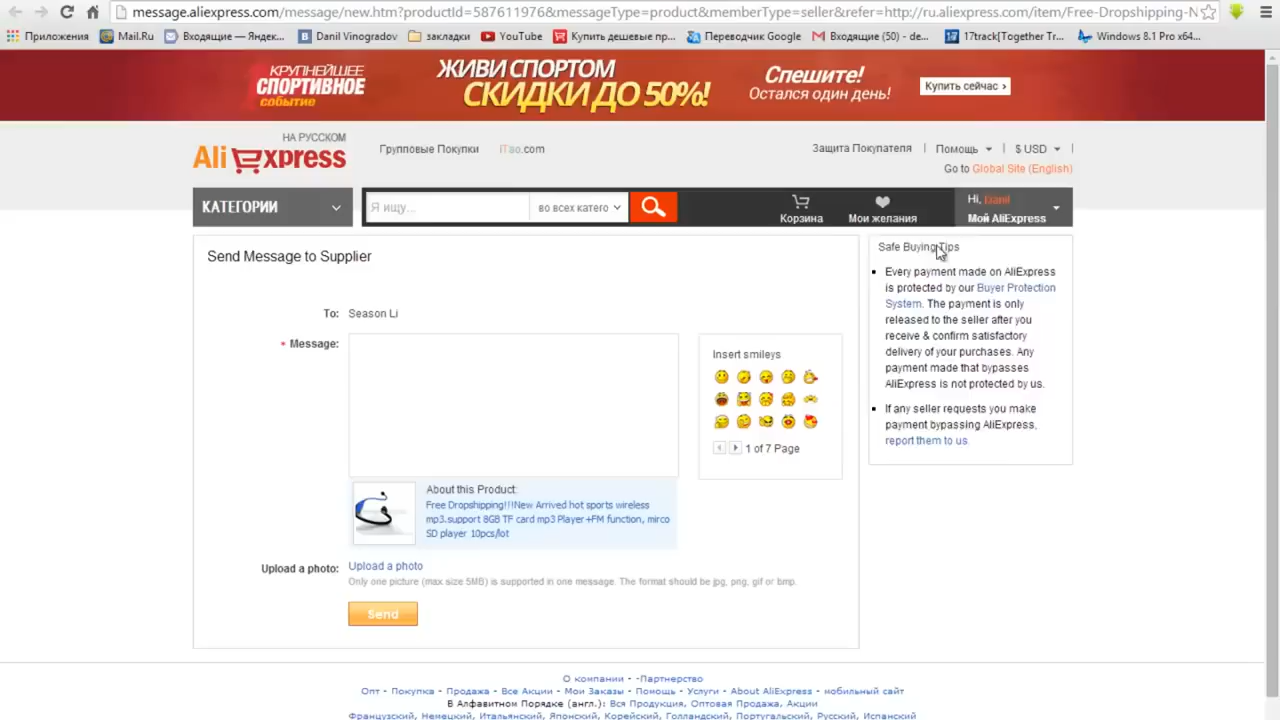 message.aliexpress.com/message/new.htm?productId=587611976&messageType=product&memberType=seller&refer=http://ru.aliexpress.com/item/Free-Dropshipping-N
Приложения Mail.Ru Входящие — Яндек... Danil Vinogradov закладки YouTube Купить дешевые пр... Переводчик Google Входящие (50) - de... 17track[Together Tr... Windows 8.1 Pro x64...
КРУПНЕЙШЕЕ
СПОРТИВНОЕ
событие
ЖИВИ СПОРТОМ
СКИДКИ ДО 50%!
Спешите!
Остался один день!
Купить сейчас ›
НА РУССКОМ
AliExpress
Групповые Покупки iTao.com
Защита Покупателя | Помощь | $ USD |
Go to Global Site (English)
КАТЕГОРИИ
Я ищу...
во всех катего
Корзина
Мои желания
Hi, Danil
Мой AliExpress
Send Message to Supplier
To: Season Li
* Message:
Insert smileys
1 of 7 Page
About this Product:
Free Dropshipping!!!New Arrived hot sports wireless
mp3.support 8GB TF card mp3 Player+FM function, mirco
SD player 10pcs/lot
Upload a photo: Upload a photo
Only one picture (max size 5MB) is supported in one message. The format should be jpg, png, gif or bmp.
Send
Safe Buying Tips
Every payment made on AliExpress
is protected by our Buyer Protection
System. The payment is only
released to the seller after you
receive & confirm satisfactory
delivery of your purchases. Any
payment made that bypasses
AliExpress is not protected by us.
If any seller requests you make
payment bypassing AliExpress,
report them to us.
О компании - -Партнерство
Опт - Покупка - Продажа - Все Акции - Мои Заказы - Помощь - Услуги - About AliExpress - мобильный сайт
В Алфавитном Порядке (англ.): Вся Продукция, Оптовая Продажа, Акции
Французский, Немецкий, Итальянский, Японский, Корейский, Голландский, Португальский, Русский, Испанский